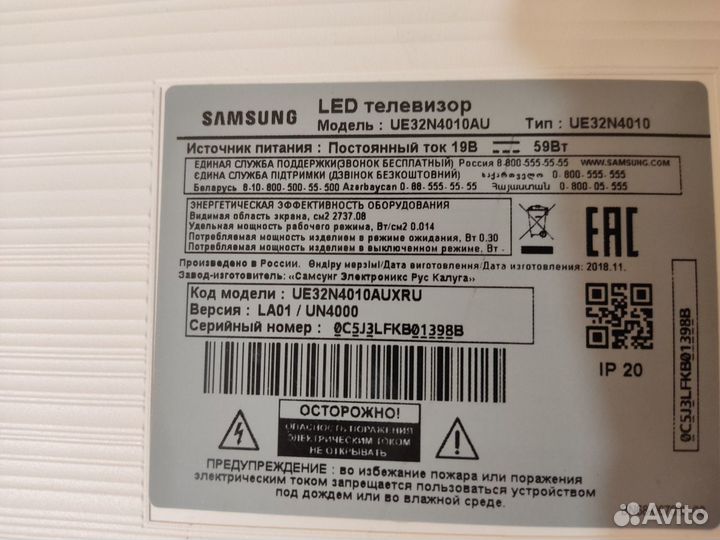 SAMSUNG
LED телевизор
Модель : UE32N4010AU Тип : UE32N4010
Источник питания : Постоянный ток 19В 59Вт
ЕДИНАЯ СЛУЖБА ПОДДЕРЖКИ(ЗВОНОК БЕСПЛАТНЫЙ) Россия 8-800-555-55-55 WWW.SAMSUNG.COM
ЄДИНА СЛУЖБА ПІДТРИМКИ (ДЗВІНОК БЕЗКОШТОВНИЙ) საქართველო 0-800-555-555
Беларусь 8-10-800-500-55-500 Azərbaycan 0-88-555-55-55 Հայաստան 0-800-05-555
ЭНЕРГЕТИЧЕСКАЯ ЭФФЕКТИВНОСТЬ ОБОРУДОВАНИЯ
Видимая область экрана, см2 2737.08
Удельная мощность рабочего режима, Вт/см2 0.014
Потребляемая мощность изделием в режиме ожидания, Вт 0.30
Потребляемая мощность изделием в выключенном режиме, Вт -
EAC
Произведено в России. Өндіру мерзімі/Дата виготовлення/Дата изготовления: 2018.11.
Завод-изготовитель: «Самсунг Электроникс Рус Калуга»
Код модели : UE32N4010AUXRU
Версия : LA01 / UN4000
Серийный номер : 0C5J3LFKB01398B
IP 20
0C5J3LFKB01398B
ОСТОРОЖНО!
ОПАСНОСТЬ ПОРАЖЕНИЯ
ЭЛЕКТРИЧЕСКИМ ТОКОМ
НЕ ОТКРЫВАТЬ
ПРЕДУПРЕЖДЕНИЕ : во избежание пожара или поражения
электрическим током запрещается пользоваться устройством
под дождем или во влажной среде.
Avito